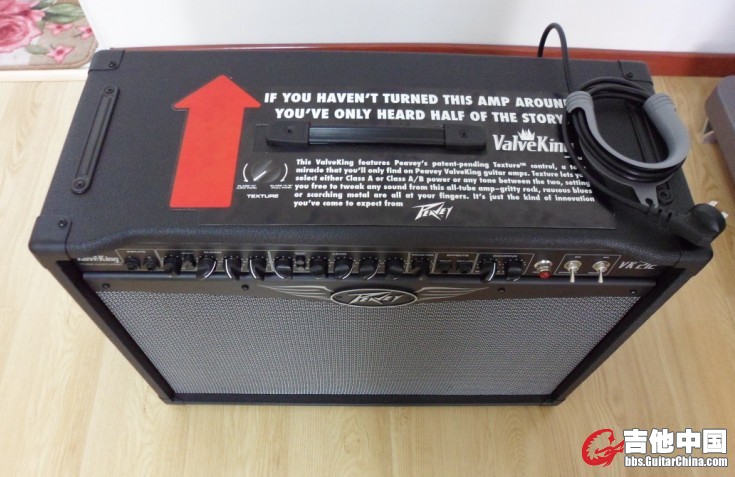 IF YOU HAVEN'T TURNED THIS AMP AROUN
YOU'VE ONLY HEARD HALF OF THE STORY
ValveKing
This ValveKing features Peavey's patent-pending Texture™ control, a
miracle that you'll only find on Peavey ValveKing guitar amps. Texture lets
select either Class A or Class A/B power or any tone between the two,
you free to tweak any sound from this all-tube amp-gritty rock, raucous blues
or scorching metal are all at your fingers. It's just the kind of innovation
you've come to expect from PEAVEY
TEXTURE
ValveKing
PEAVEY
吉他中国
bbs.GuitarChina.com